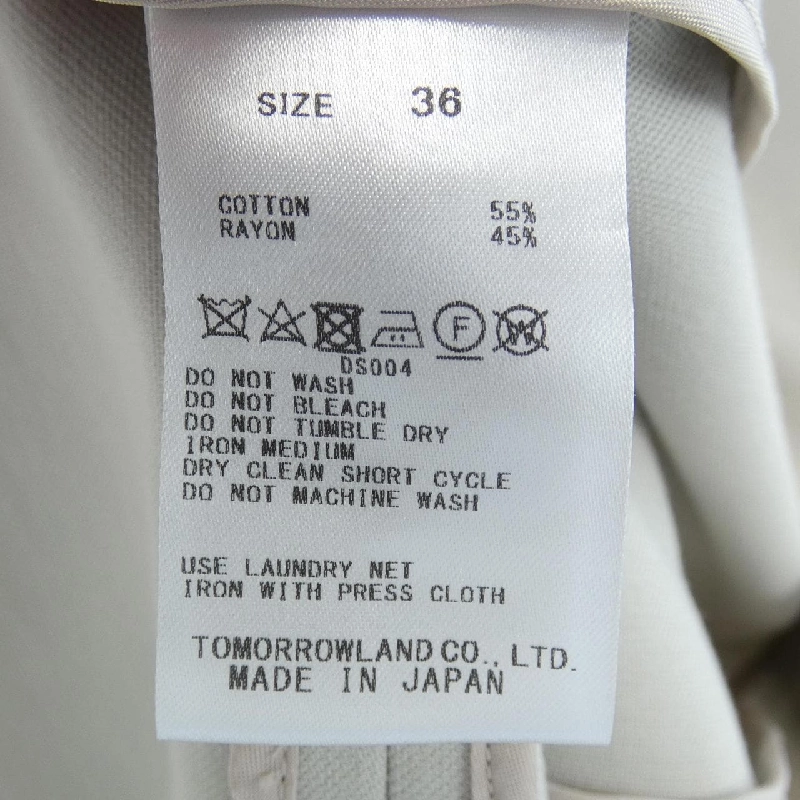 SIZE 36
COTTON 55%
RAYON 45%
F W
DS004
DO NOT WASH
DO NOT BLEACH
DO NOT TUMBLE DRY
IRON MEDIUM
DRY CLEAN SHORT CYCLE
DO NOT MACHINE WASH
USE LAUNDRY NET
IRON WITH PRESS CLOTH
TOMORROWLAND CO., LTD.
MADE IN JAPAN